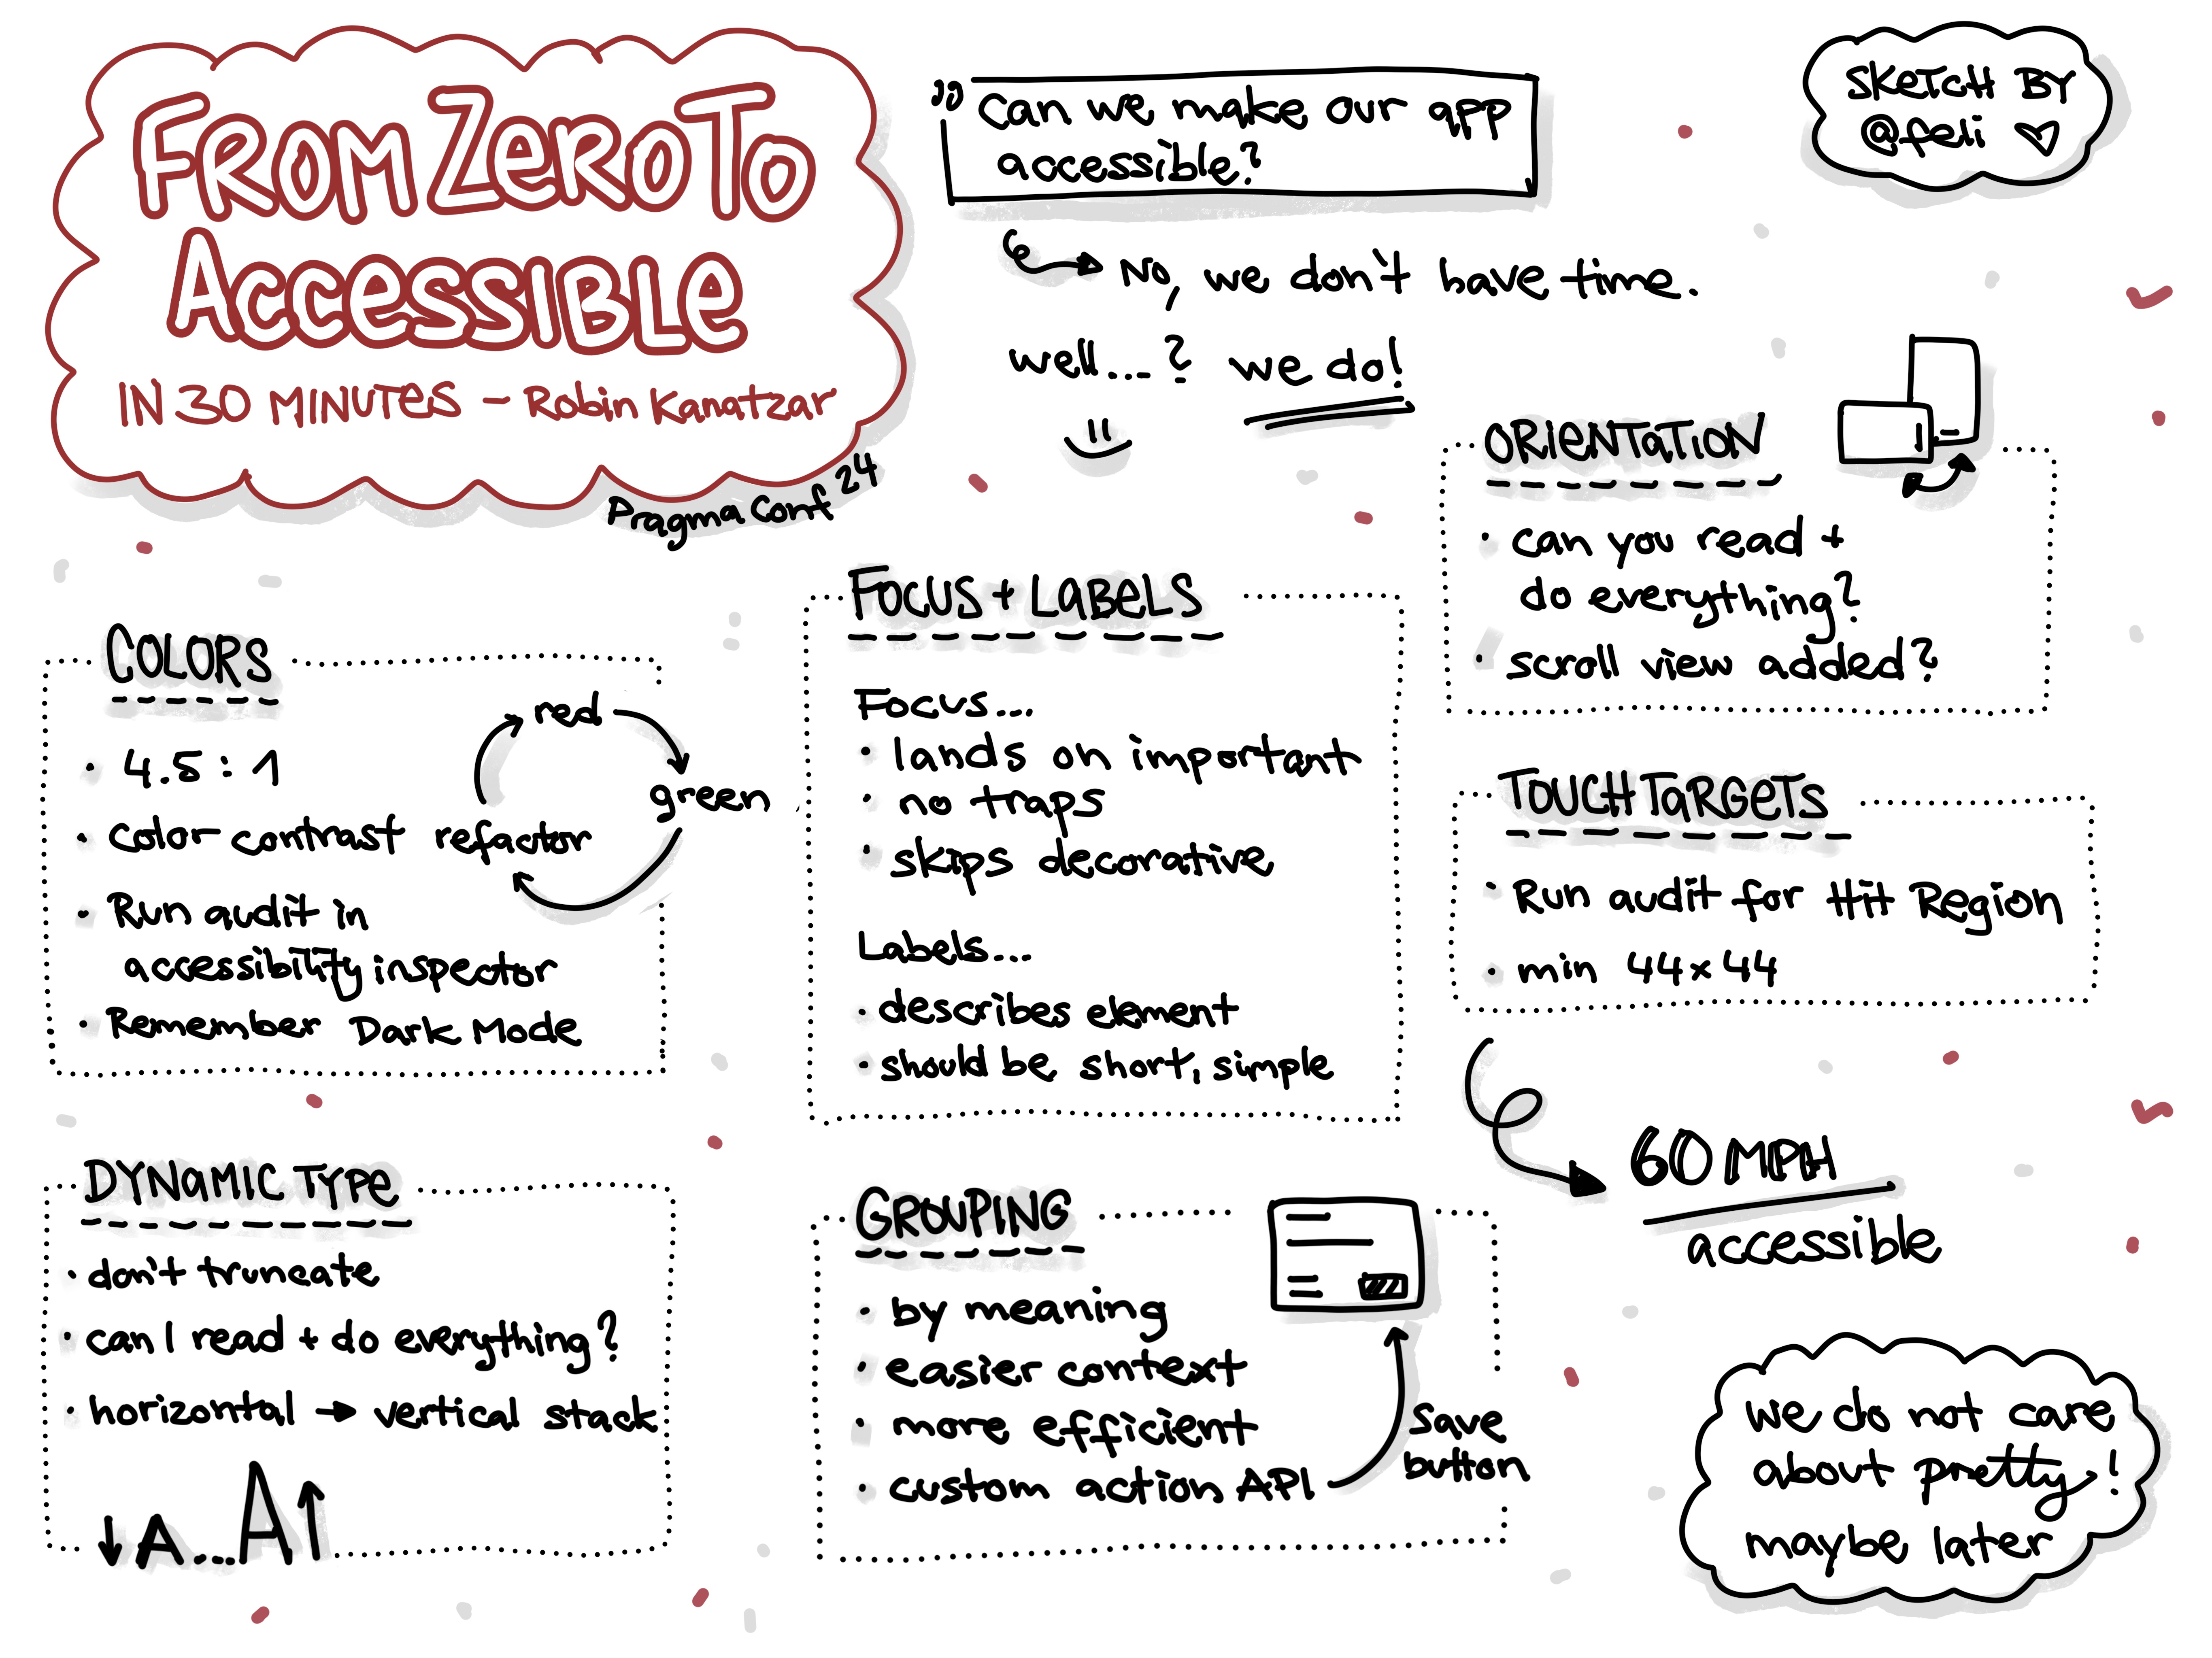 FROM ZERO TO
ACCESSIBLE
IN 30 MINUTES - Robin Kanatzar
Pragma Conf 24
" Can we make our app
accessible?
No, we don't have time.
well...? we do!
SKETCH BY
@feli
COLORS
• 4.5 : 1
• color contrast refactor
red
green
• Run audit in
accessibility inspector
• Remember Dark Mode
DYNAMIC TYPE
• don't truncate
• can I read + do everything?
• horizontal → vertical stack
↓A...A↑
FOCUS + LABELS
Focus...
• lands on important
• no traps
• skips decorative
Labels...
• describes element
• should be short, simple
GROUPING
• by meaning
• easier context
• more efficient
• custom action API
save
button
ORIENTATION
• can you read +
do everything?
• scroll view added?
TOUCH TARGETS
• Run audit for Hit Region
• min 44x44
60 MPH
accessible
we do not care
about pretty!
maybe later